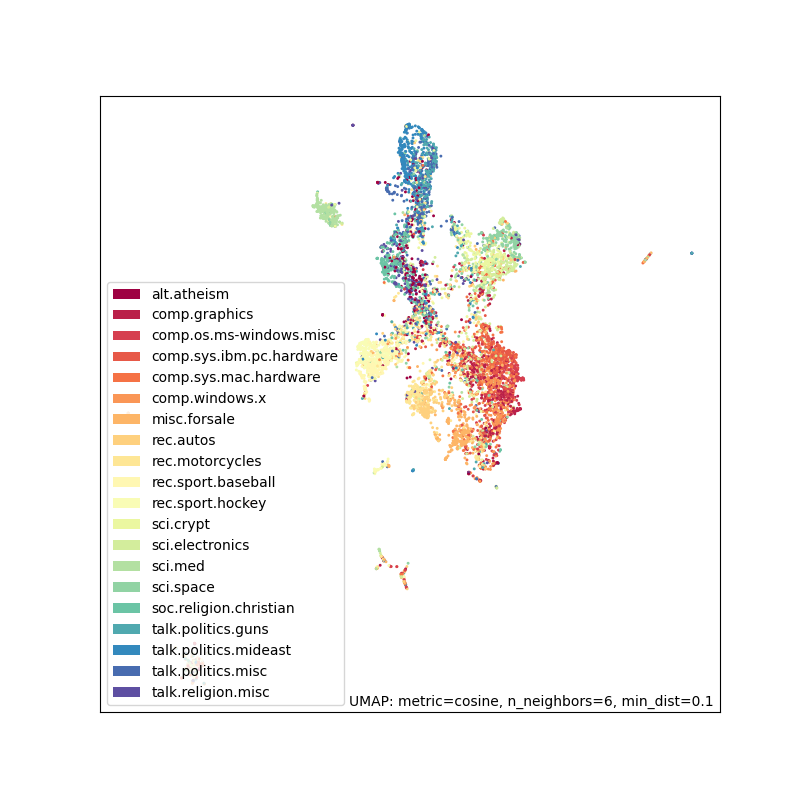 alt.atheism
comp.graphics
comp.os.ms-windows.misc
comp.sys.ibm.pc.hardware
comp.sys.mac.hardware
comp.windows.x
misc.forsale
rec.autos
rec.motorcycles
rec.sport.baseball
rec.sport.hockey
sci.crypt
sci.electronics
sci.med
sci.space
soc.religion.christian
talk.politics.guns
talk.politics.mideast
talk.politics.misc
talk.religion.misc
UMAP: metric=cosine, n_neighbors=6, min_dist=0.1